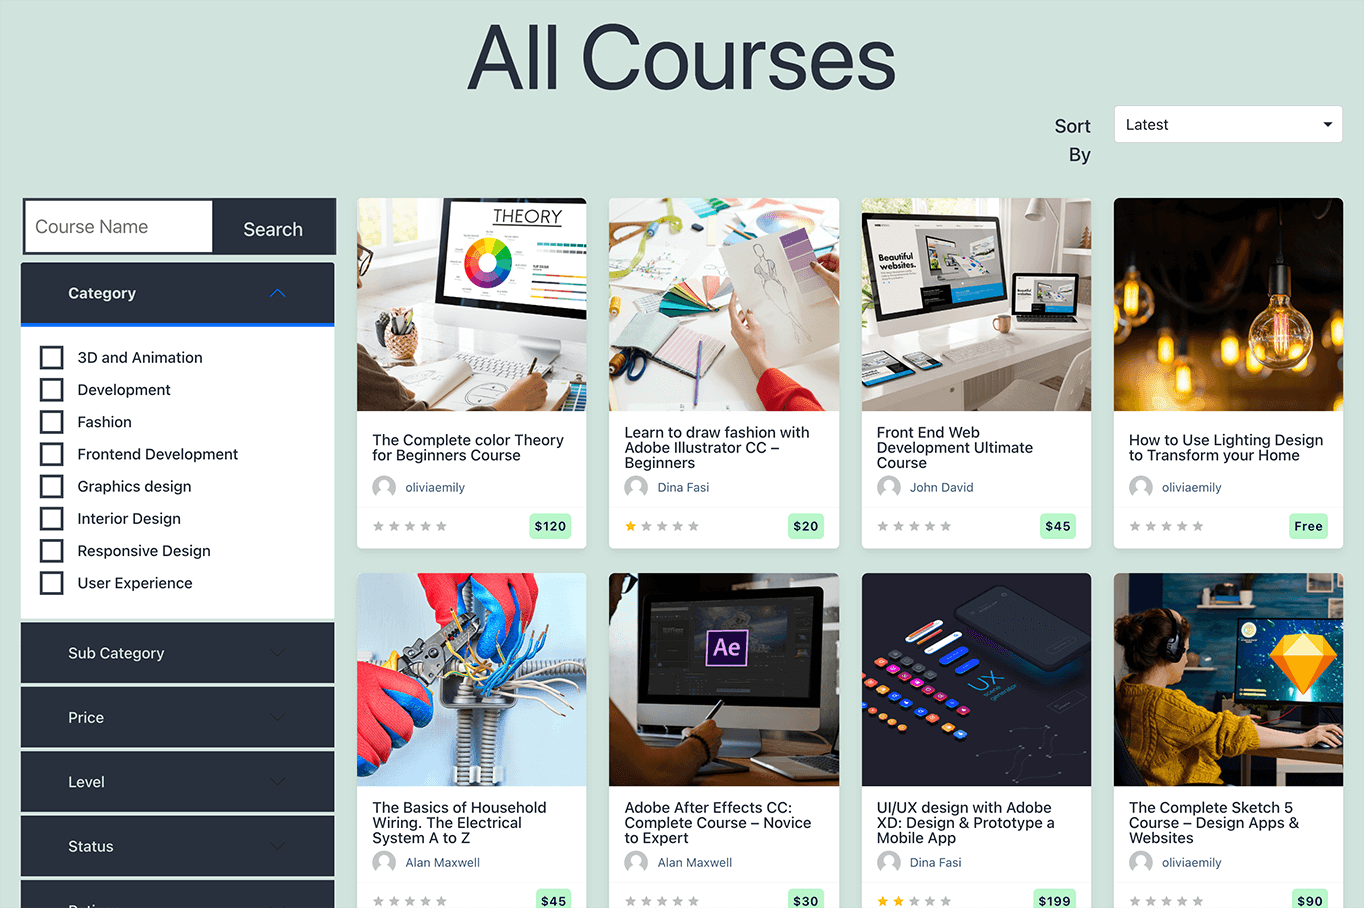 All Courses
Sort
By
Latest
Course Name
Search
Category
3D and Animation
Development
Fashion
Frontend Development
Graphics design
Interior Design
Responsive Design
User Experience
Sub Category
Price
Level
Status
THEORY
The Complete color Theory
for Beginners Course
oliviaemily
$120
Learn to draw fashion with
Adobe Illustrator CC –
Beginners
Dina Fasi
$20
Beautiful
websites.
Beautiful
websites.
Front End Web
Development Ultimate
Course
John David
$45
How to Use Lighting Design
to Transform your Home
oliviaemily
Free
The Basics of Household
Wiring. The Electrical
System A to Z
Alan Maxwell
$45
Ae
Adobe After Effects CC:
Complete Course – Novice
to Expert
Alan Maxwell
$30
UX
scene
generator
UI/UX design with Adobe
XD: Design & Prototype a
Mobile App
Dina Fasi
$199
The Complete Sketch 5
Course – Design Apps &
Websites
oliviaemily
$90